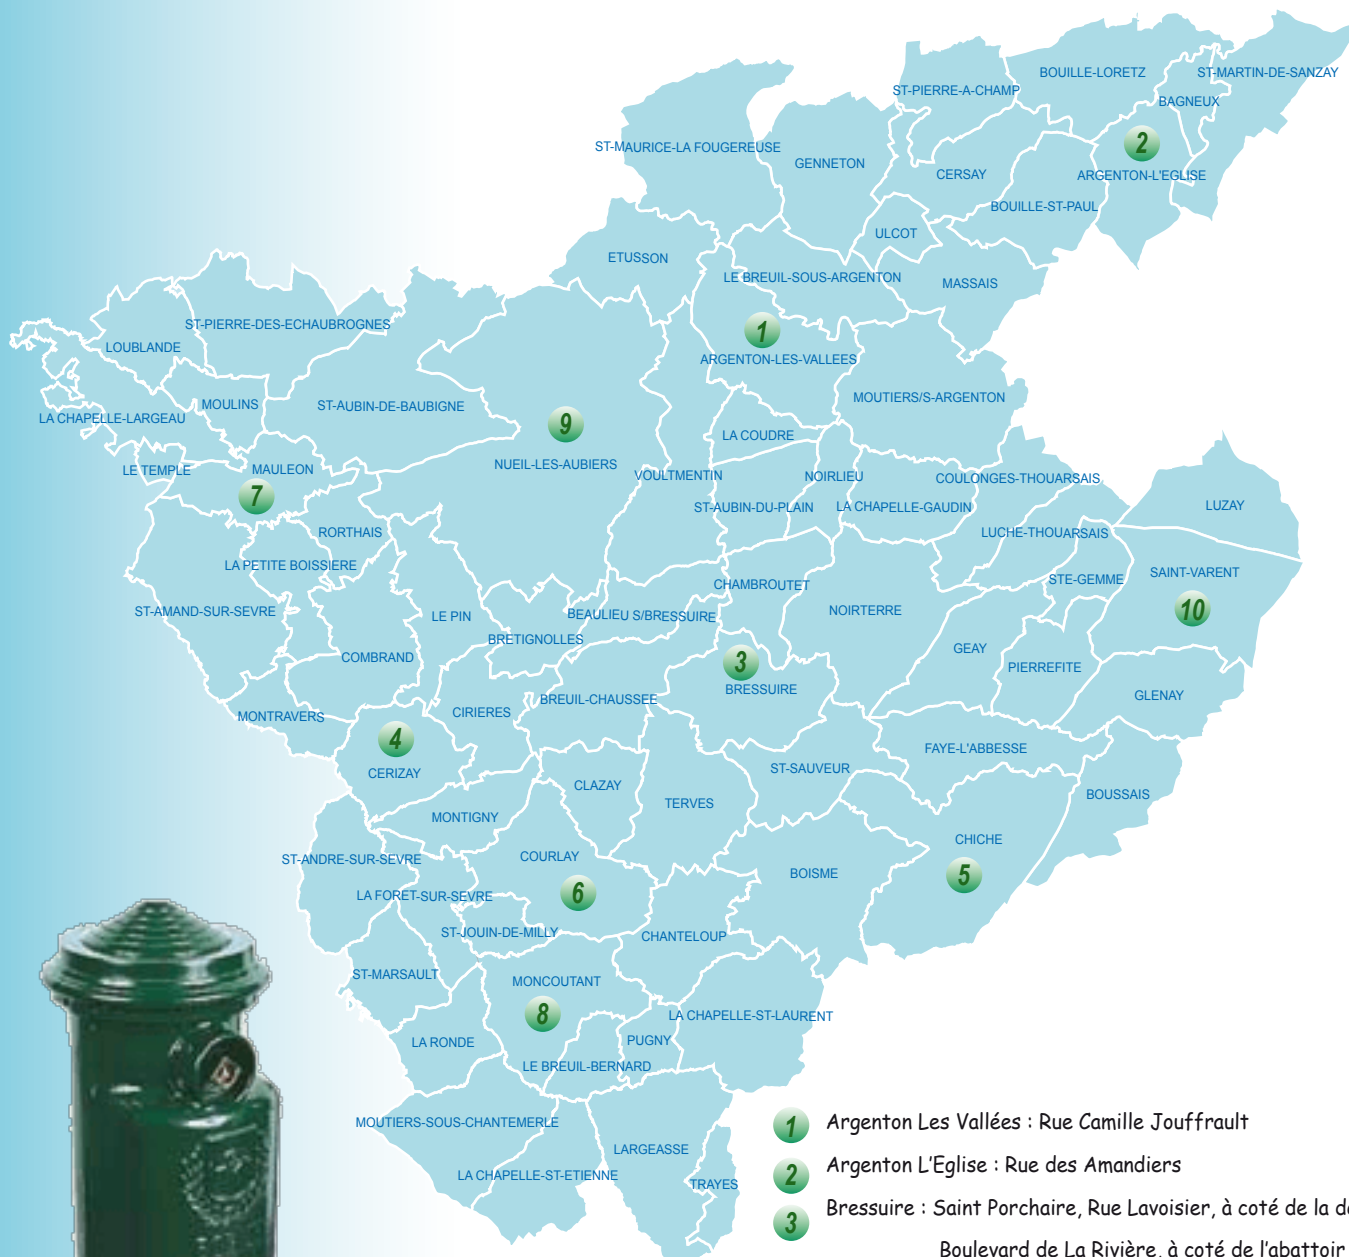 BOUILLE-LORETZ
ST-MARTIN-DE-SANZAY
ST-PIERRE-A-CHAMP
BAGNEUX
2
ST-MAURICE-LA FOUGEREUSE
GENNETON
CERSAY
ARGENTON-L'EGLISE
BOUILLE-ST-PAUL
ULCOT
ETUSSON
LE BREUIL-SOUS-ARGENTON
MASSAIS
ST-PIERRE-DES-ECHAUBROGNES
1
LOUBLANDE
ARGENTON-LES-VALLEES
MOULINS
ST-AUBIN-DE-BAUBIGNE
MOUTIERS/S-ARGENTON
LA CHAPELLE-LARGEAU
9
LA COUDRE
LE TEMPLE
MAULEON
NUEIL-LES-AUBIERS
VOULTMENTIN
NOIRLIEU
COULONGES-THOUARSAIS
7
ST-AUBIN-DU-PLAIN
LA CHAPELLE-GAUDIN
LUZAY
RORTHAIS
LUCHE-THOUARSAIS
LA PETITE BOISSIERE
CHAMBROUTET
STE-GEMME
SAINT-VARENT
ST-AMAND-SUR-SEVRE
LE PIN
BEAULIEU S/BRESSUIRE
NOIRTERRE
10
BRETIGNOLLES
COMBRAND
3
GEAY
PIERREFITE
BREUIL-CHAUSSEE
BRESSUIRE
GLENAY
MONTRAVERS
CIRIERES
4
FAYE-L'ABBESSE
CERIZAY
CLAZAY
ST-SAUVEUR
TERVES
BOUSSAIS
MONTIGNY
CHICHE
ST-ANDRE-SUR-SEVRE
COURLAY
BOISME
5
LA FORET-SUR-SEVRE
6
ST-JOUIN-DE-MILLY
CHANTELOUP
ST-MARSAULT
MONCOUTANT
8
LA CHAPELLE-ST-LAURENT
LA RONDE
PUGNY
LE BREUIL-BERNARD
MOUTIERS-SOUS-CHANTEMERLE
LARGEASSE
LA CHAPELLE-ST-ETIENNE
TRAYES
1 Argenton Les Vallées : Rue Camille Jouffrault
2 Argenton L'Eglise : Rue des Amandiers
3 Bressuire : Saint Porchaire, Rue Lavoisier, à coté de la dé
Boulevard de La Rivière, à coté de l'abattoir